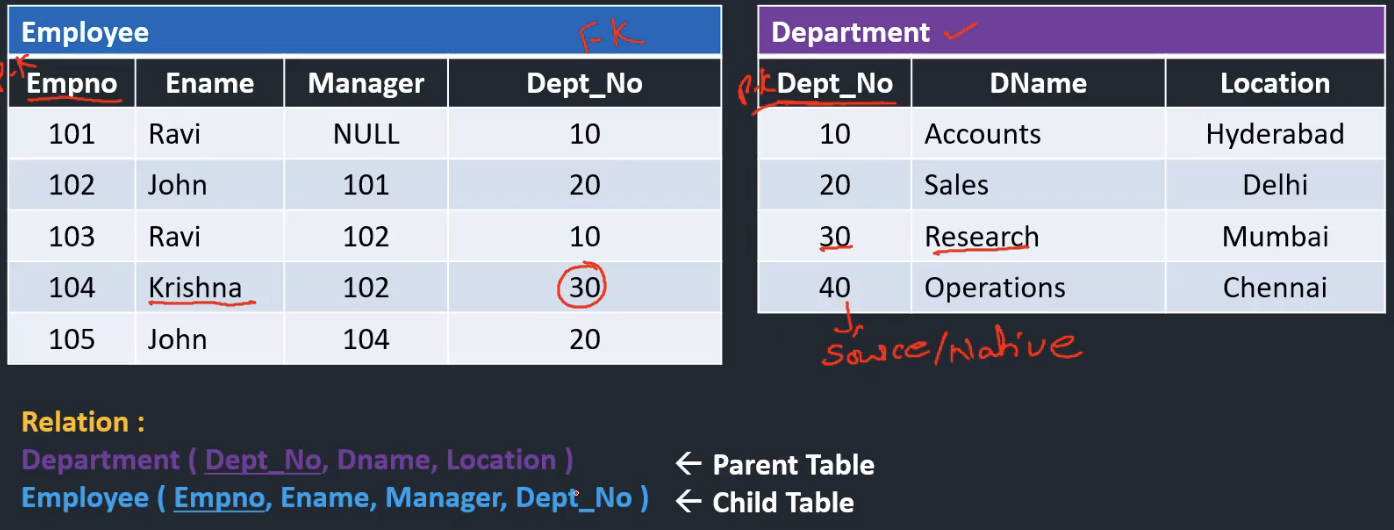 Employee F-K
P-K Empno Ename Manager Dept_No
101 Ravi NULL 10
102 John 101 20
103 Ravi 102 10
104 Krishna 102 30
105 John 104 20
Department
P.K Dept_No DName Location
10 Accounts Hyderabad
20 Sales Delhi
30 Research Mumbai
40 Operations Chennai
source/Native
Relation :
Department ( Dept_No, Dname, Location ) ← Parent Table
Employee ( Empno, Ename, Manager, Dept_No ) ← Child Table